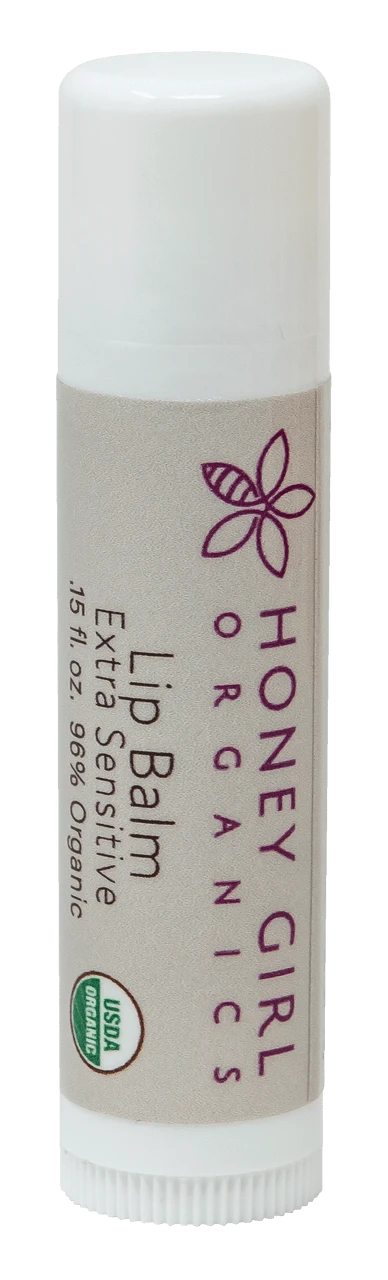 HONEY GIRL
ORGANICS
Lip Balm
Extra Sensitive
.15 fl. oz. 96% Organic
USDA
ORGANIC